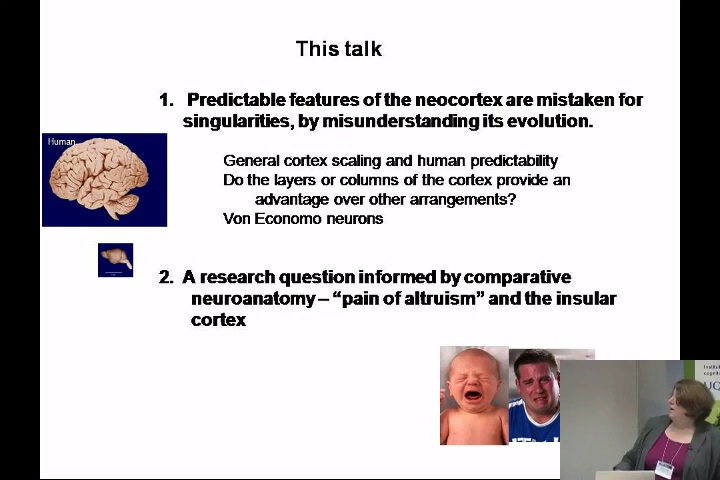 This talk
1. Predictable features of the neocortex are mistaken for
singularities, by misunderstanding its evolution.
Human
General cortex scaling and human predictability
Do the layers or columns of the cortex provide an
advantage over other arrangements?
Von Economo neurons
2. A research question informed by comparative
neuroanatomy – “pain of altruism” and the insular
cortex